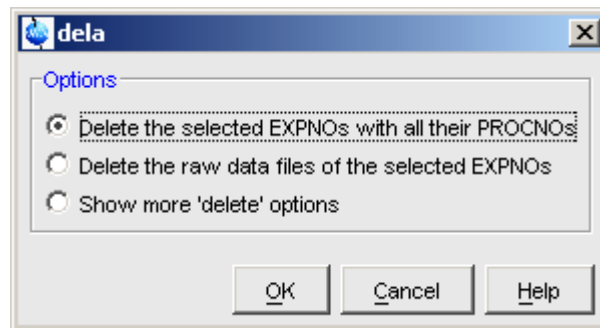 dela
Options
Delete the selected EXPNOs with all their PROCNOs
Delete the raw data files of the selected EXPNOs
Show more 'delete' options
OK Cancel Help